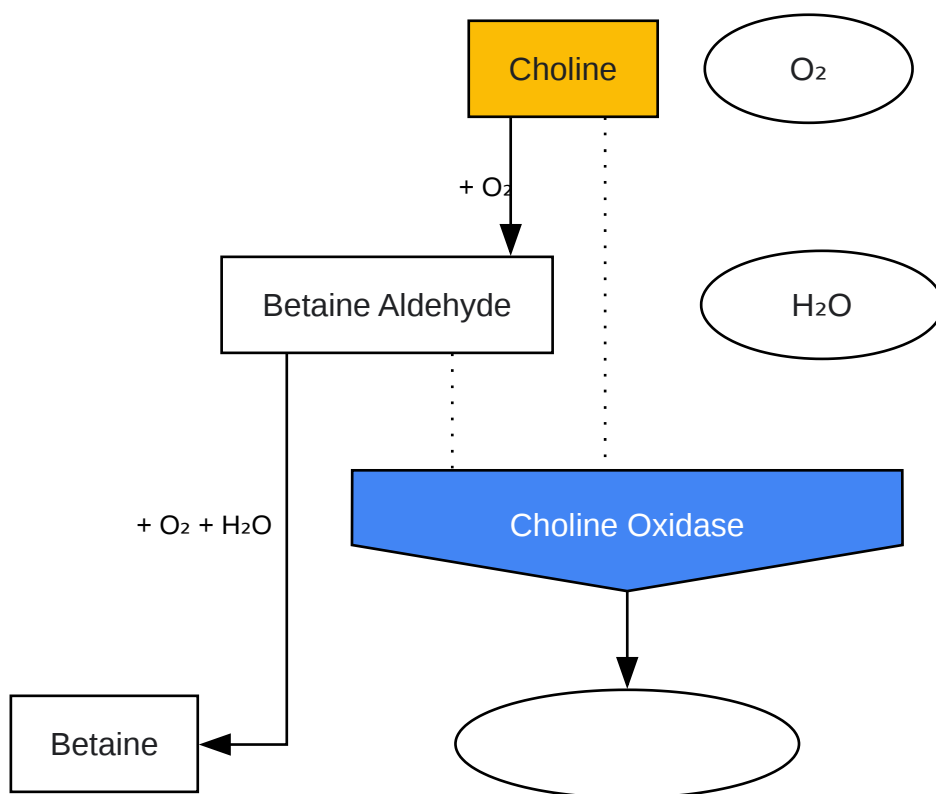 Choline
O₂
+ O₂
Betaine Aldehyde
H₂O
+ O₂ + H₂O
Choline Oxidase
Betaine